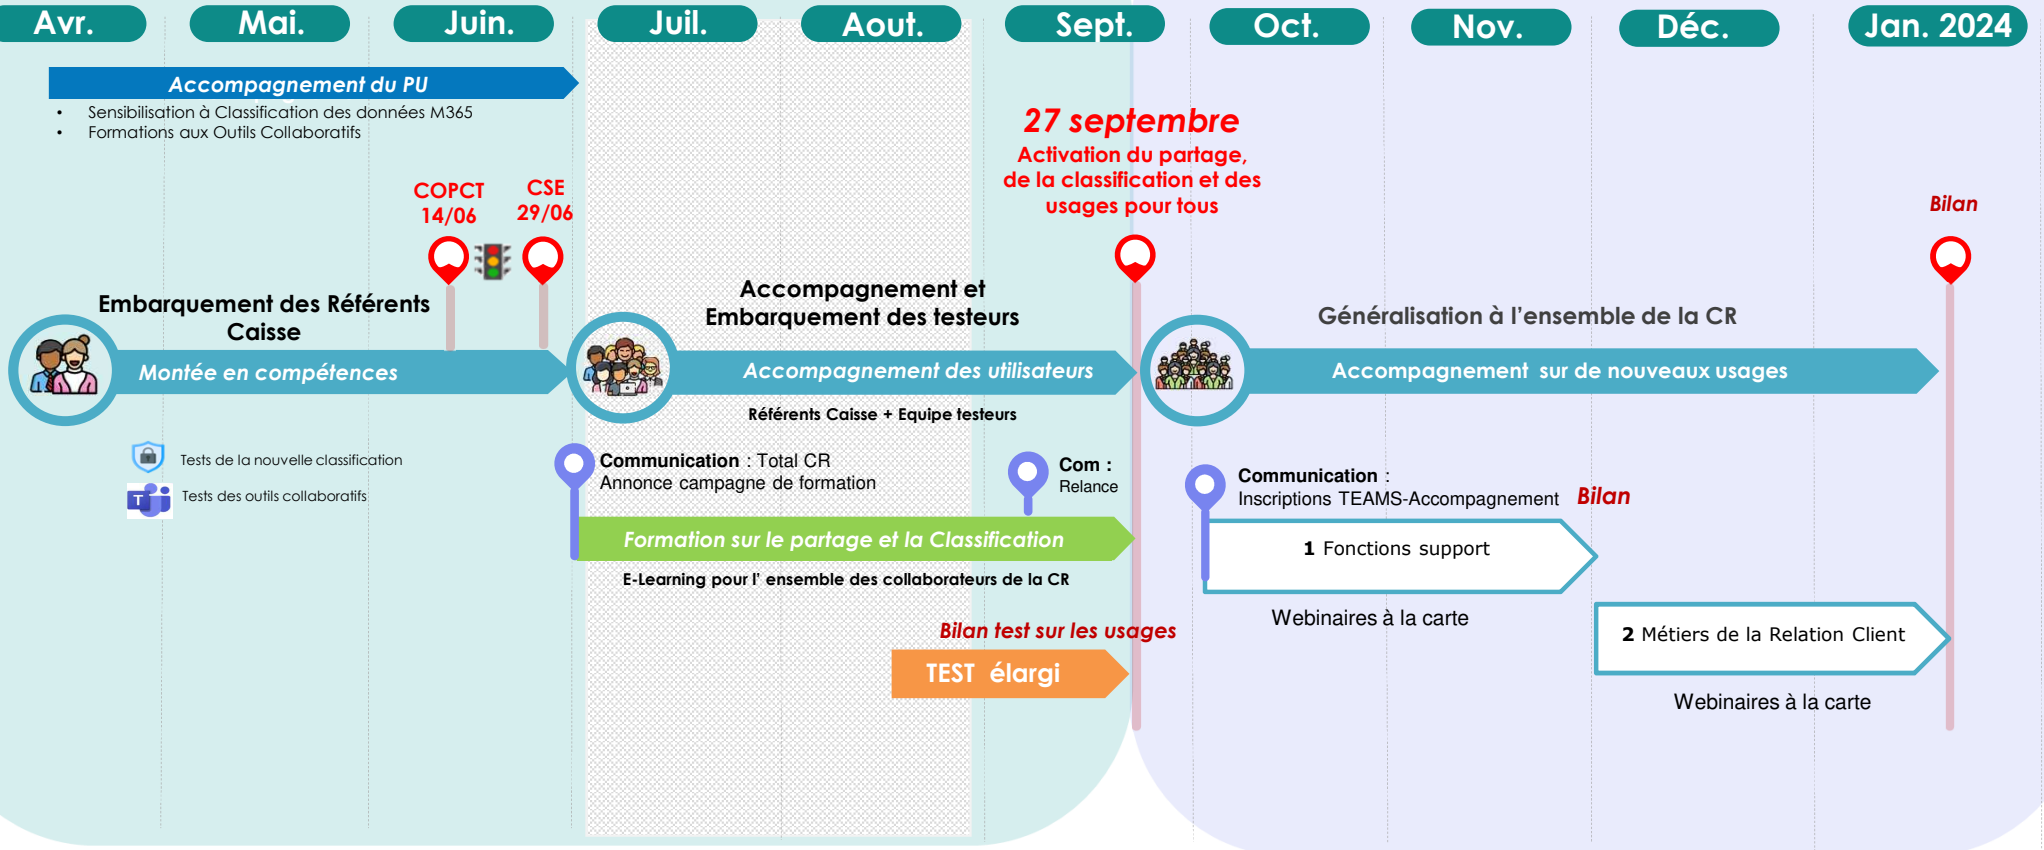 Avr.
Mai.
Juin.
Juil.
Aout.
Sept.
Oct.
Nov.
Déc.
Jan. 2024
Accompagnement du PU
• Sensibilisation à Classification des données M365
• Formations aux Outils Collaboratifs
27 septembre
Activation du partage,
de la classification et des
usages pour tous
COPCT
14/06
CSE
29/06
Bilan
Embarquement des Référents
Caisse
Montée en compétences
Accompagnement et
Embarquement des testeurs
Accompagnement des utilisateurs
Référents Caisse + Equipe testeurs
Généralisation à l’ensemble de la CR
Accompagnement sur de nouveaux usages
Tests de la nouvelle classification
T
Tests des outils collaboratifs
Communication : Total CR
Annonce campagne de formation
Com :
Relance
Formation sur le partage et la Classification
E-Learning pour l’ ensemble des collaborateurs de la CR
Bilan test sur les usages
TEST élargi
Communication :
Inscriptions TEAMS-Accompagnement
Bilan
1 Fonctions support
Webinaires à la carte
2 Métiers de la Relation Client
Webinaires à la carte